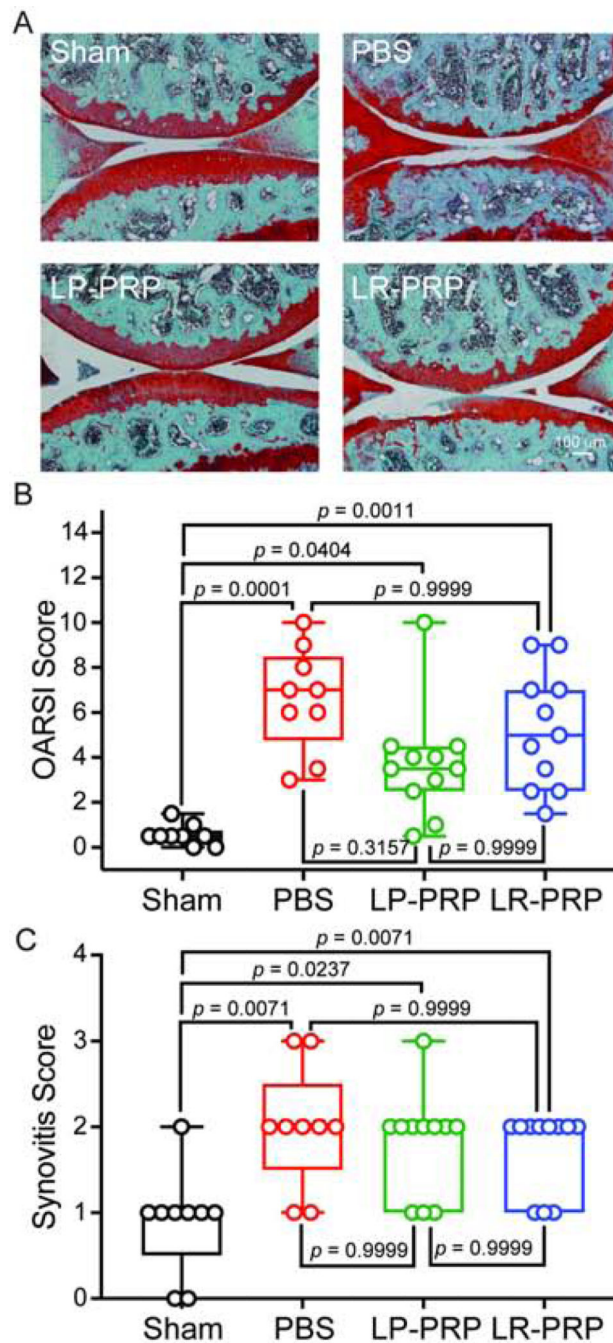 A
Sham
PBS
LP-PRP
LR-PRP
100 μm
B
p = 0.0011
p = 0.0404
p = 0.0001
p = 0.9999
14
12
10
8
6
4
2
0
OARSI Score
p = 0.3157
p = 0.9999
Sham
PBS
LP-PRP
LR-PRP
C
p = 0.0071
p = 0.0237
p = 0.0071
p = 0.9999
4
3
2
1
0
Synovitis Score
p = 0.9999
p = 0.9999
Sham
PBS
LP-PRP
LR-PRP